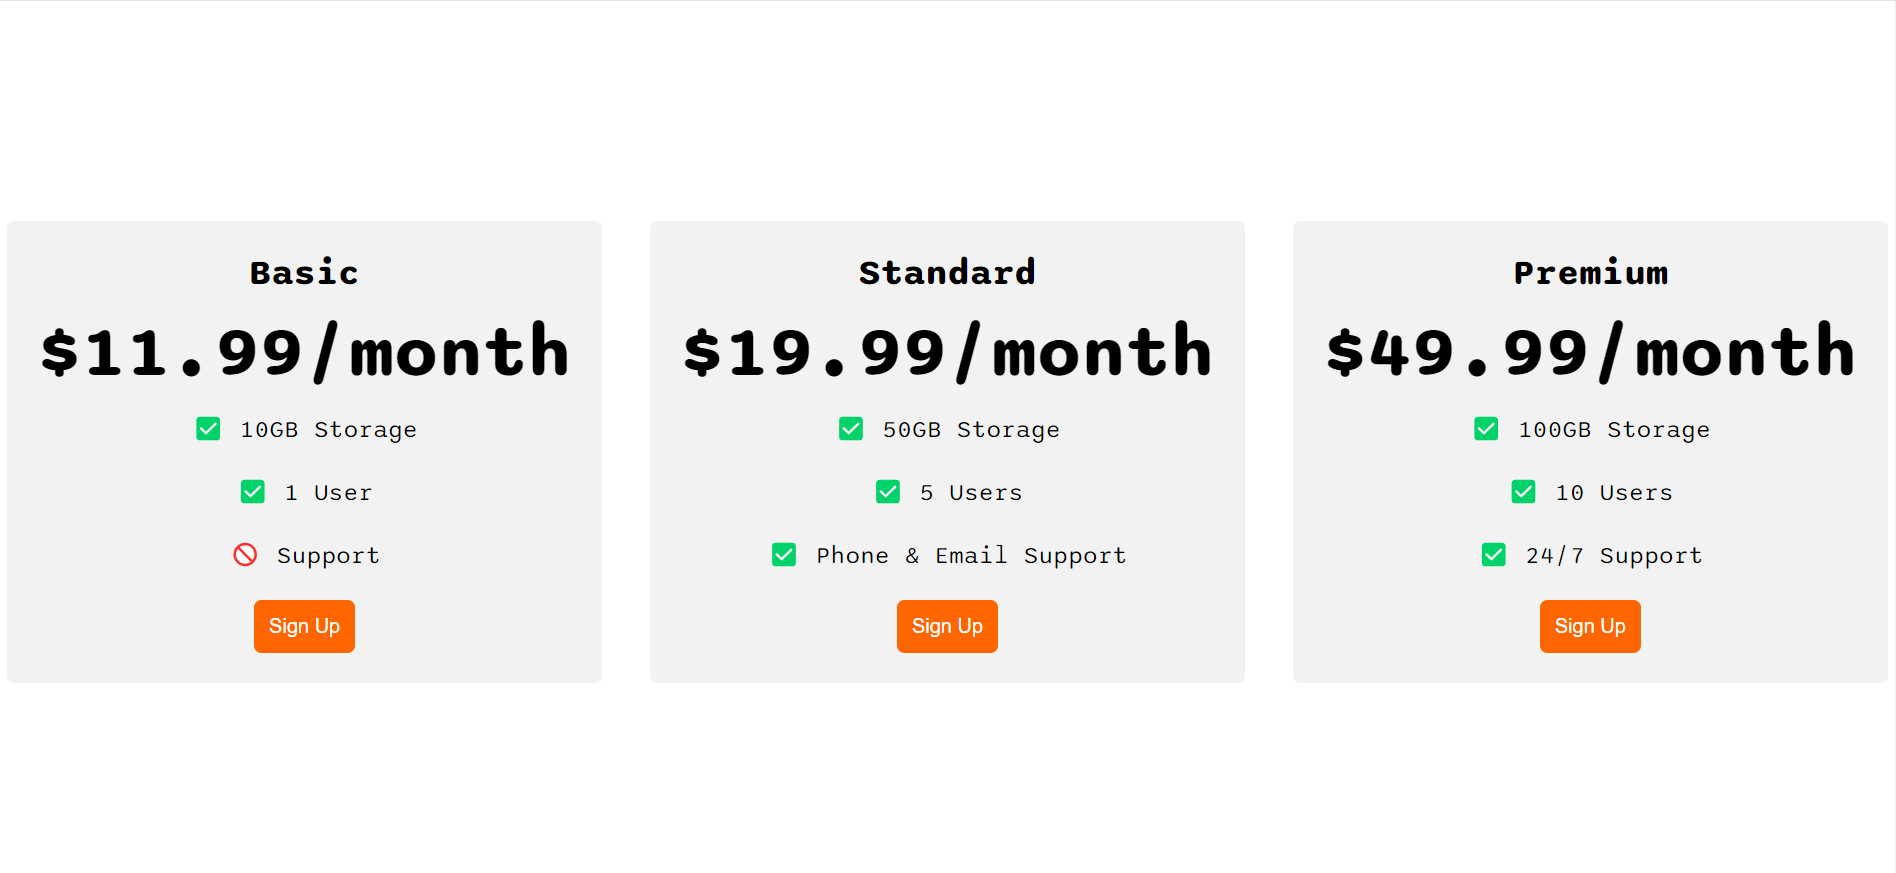 Basic
$11.99/month
10GB Storage
1 User
Support
Sign Up
Standard
$19.99/month
50GB Storage
5 Users
Phone & Email Support
Sign Up
Premium
$49.99/month
100GB Storage
10 Users
24/7 Support
Sign Up